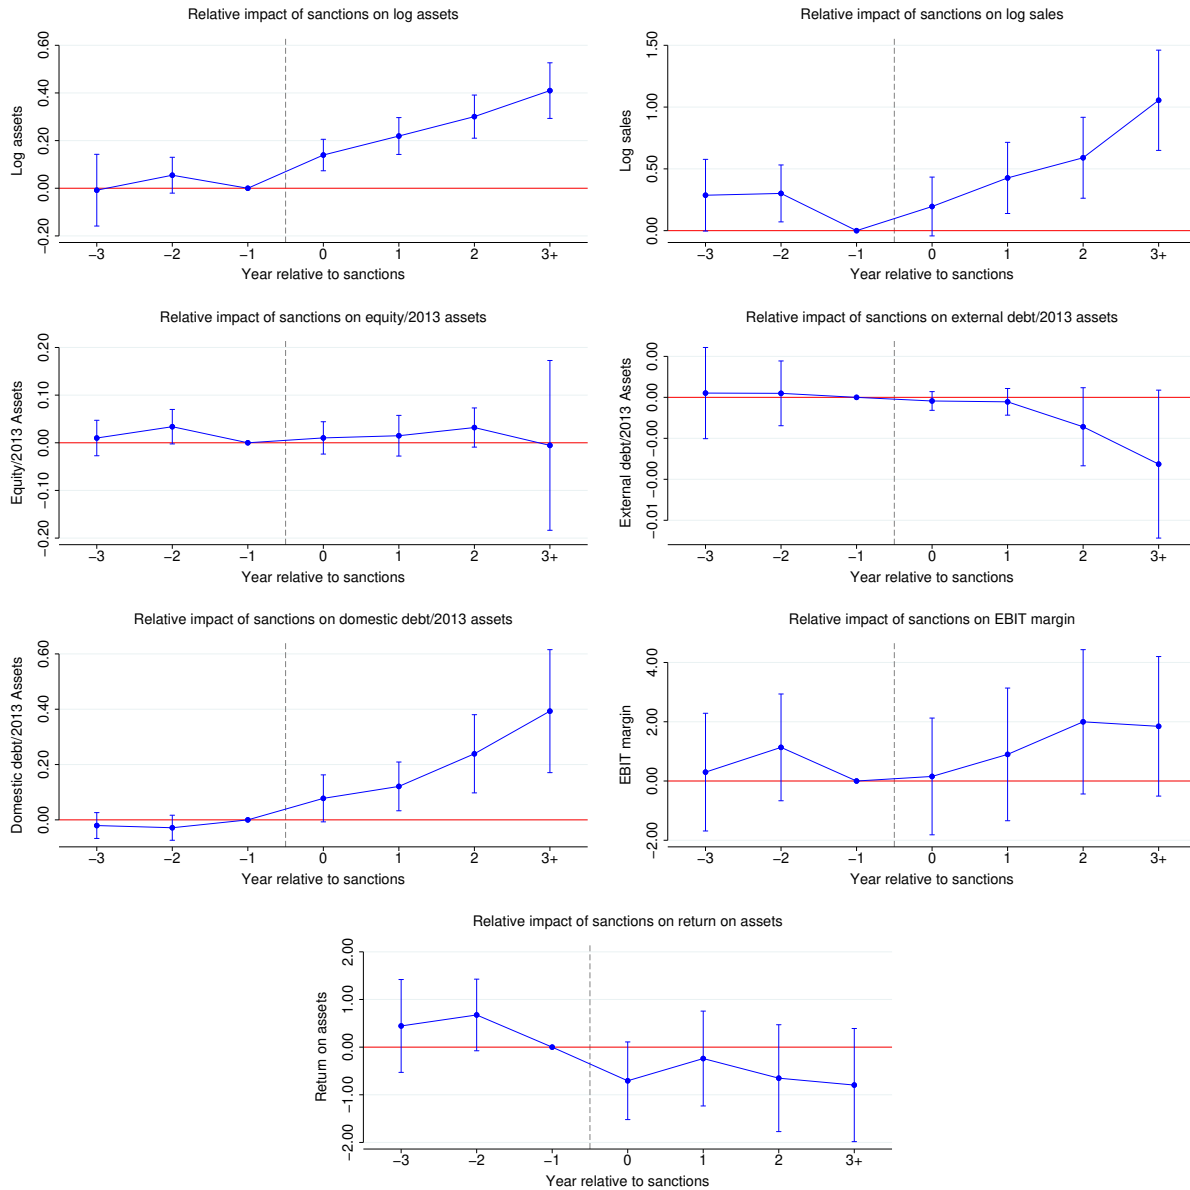 Relative impact of sanctions on log assets
Log assets
0.60
0.40
0.20
0.00
−0.20
−3 −2 −1 0 1 2 3+
Year relative to sanctions
Relative impact of sanctions on log sales
Log sales
1.50
1.00
0.50
0.00
−3 −2 −1 0 1 2 3+
Year relative to sanctions
Relative impact of sanctions on equity/2013 assets
Equity/2013 Assets
0.20
0.10
0.00
−0.10
−0.20
−3 −2 −1 0 1 2 3+
Year relative to sanctions
Relative impact of sanctions on external debt/2013 assets
External debt/2013 Assets
0.00
0.00
−0.00
−0.00
−0.01
−3 −2 −1 0 1 2 3+
Year relative to sanctions
Relative impact of sanctions on domestic debt/2013 assets
Domestic debt/2013 Assets
0.60
0.40
0.20
0.00
−3 −2 −1 0 1 2 3+
Year relative to sanctions
Relative impact of sanctions on EBIT margin
EBIT margin
4.00
2.00
0.00
−2.00
−3 −2 −1 0 1 2 3+
Year relative to sanctions
Relative impact of sanctions on return on assets
Return on assets
2.00
1.00
0.00
−1.00
−2.00
−3 −2 −1 0 1 2 3+
Year relative to sanctions